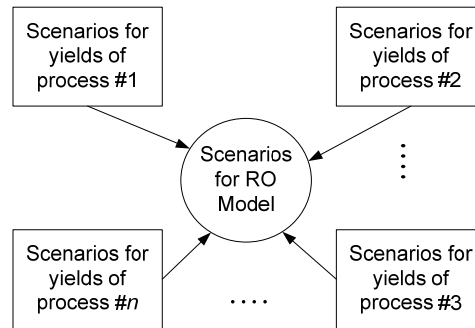 Scenarios for
yields of
process #1
Scenarios for
yields of
process #2
Scenarios
for RO
Model
Scenarios for
yields of
process #n
Scenarios for
yields of
process #3